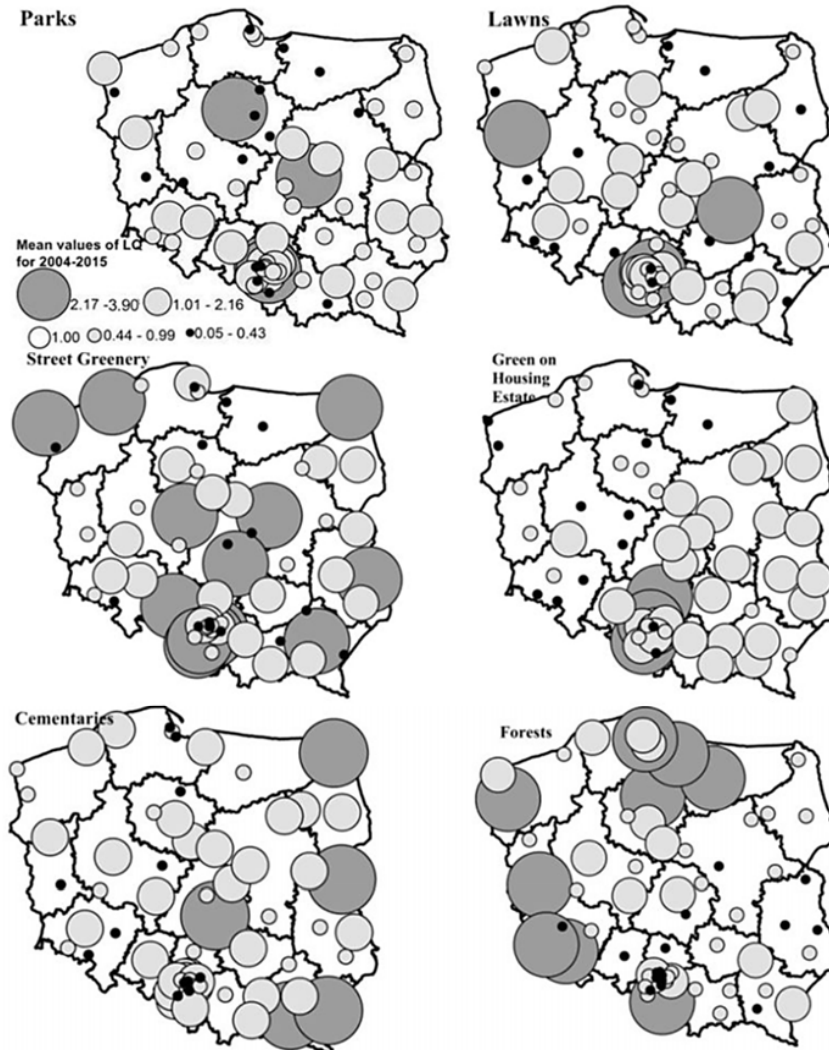 Parks
Lawns
Mean values of LQ
for 2004-2015
2.17 -3.90
1.01 - 2.16
1.00
0.44 - 0.99
0.05 - 0.43
Street Greenery
Green on
Housing
Estate
Cementaries
Forests